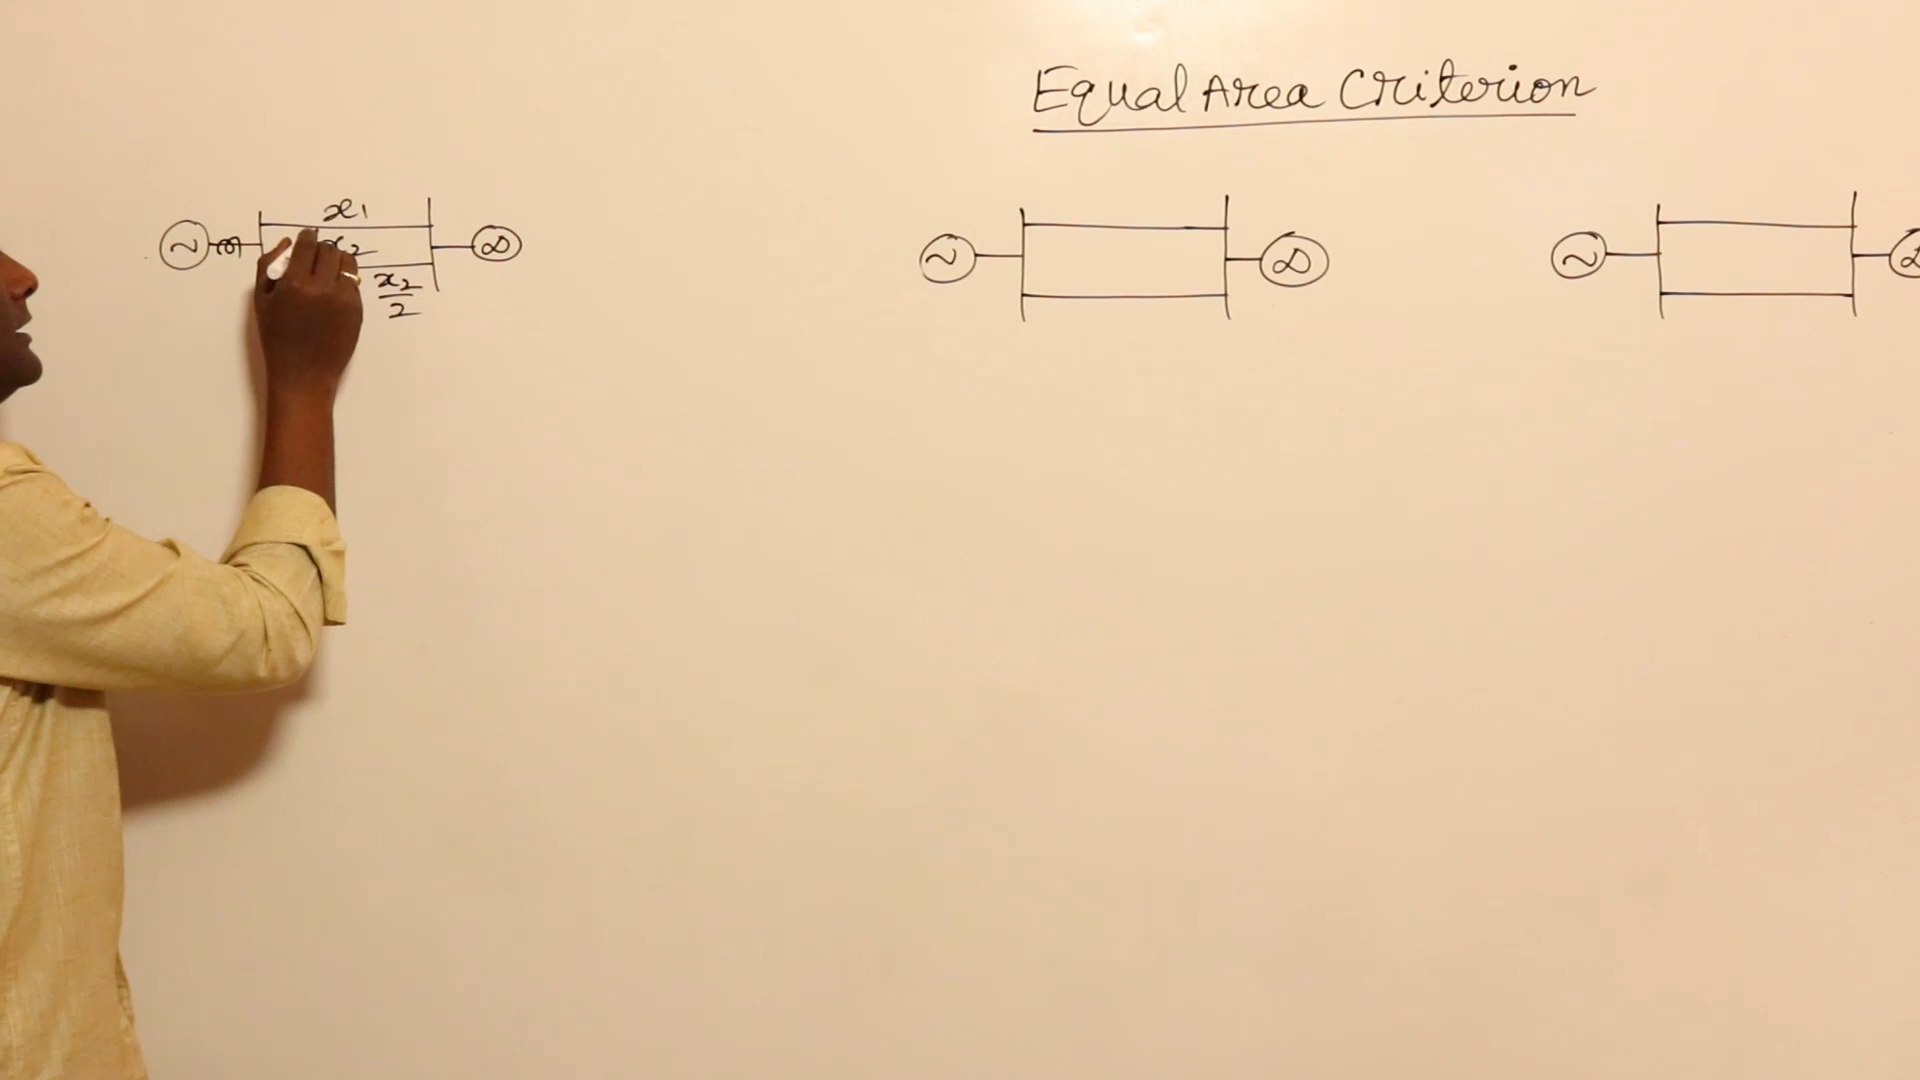 Equal Area Criterion
x1
x2
x2
2
~ ∞
~ ∞
~